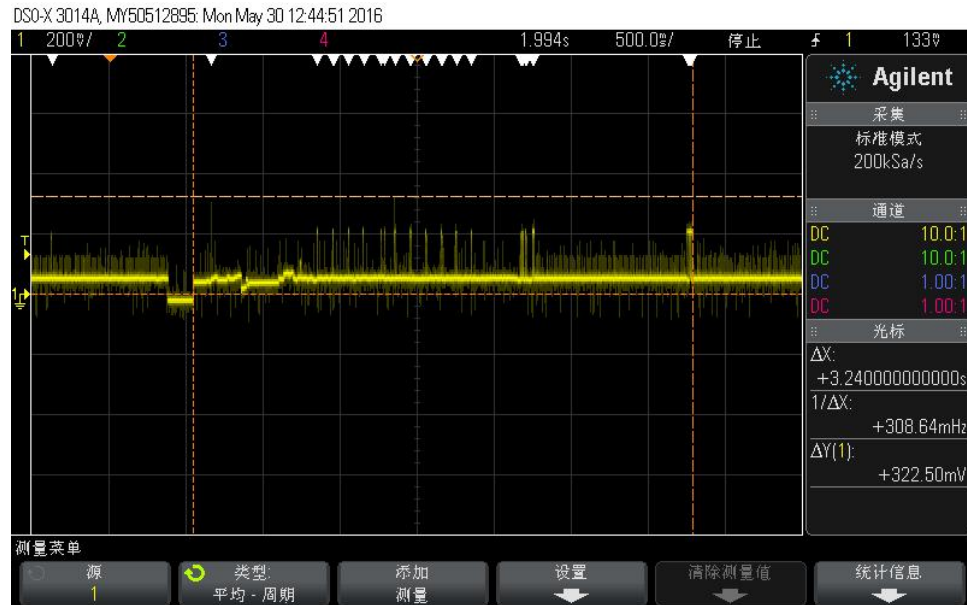 DSO-X 3014A, MY50512895: Mon May 30 12:44:51 2016
1 200▽/ 2 3 4 1.994s 500.0▽/ 停止 1 133▽
Agilent
采集
标准模式
200kSa/s
通道
DC 10.0:1
DC 10.0:1
DC 1.00:1
DC 1.00:1
光标
ΔX:
+3.240000000000s
1/ΔX:
+308.64mHz
ΔY(1):
+322.50mV
T
1
测量菜单
源
1
类型:
平均 - 周期
添加
测量
设置
清除测量值
统计信息